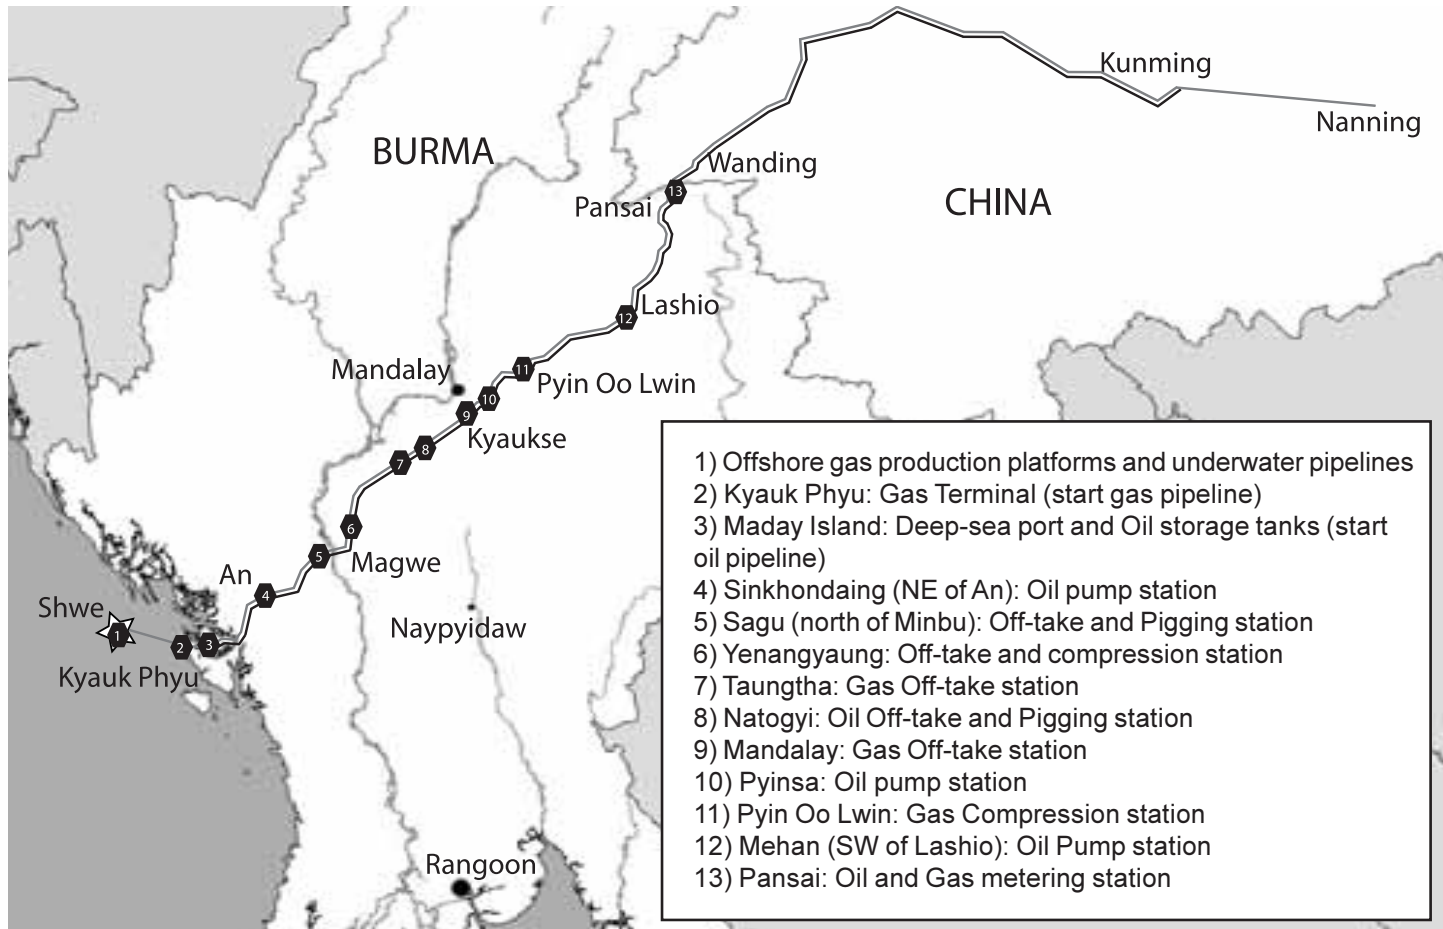 Kunming
Nanning
BURMA
Wanding
13
Pansai
CHINA
12
Lashio
Mandalay
11
Pyin Oo Lwin
10
9
Kyaukse
8
7
6
5
Magwe
An
4
Shwe
1
2
3
Naypyidaw
Kyauk Phyu
Rangoon
1) Offshore gas production platforms and underwater pipelines
2) Kyauk Phyu: Gas Terminal (start gas pipeline)
3) Maday Island: Deep-sea port and Oil storage tanks (start
oil pipeline)
4) Sinkhondaing (NE of An): Oil pump station
5) Sagu (north of Minbu): Off-take and Pigging station
6) Yenangyaung: Off-take and compression station
7) Taungtha: Gas Off-take station
8) Natogyi: Oil Off-take and Pigging station
9) Mandalay: Gas Off-take station
10) Pyinsa: Oil pump station
11) Pyin Oo Lwin: Gas Compression station
12) Mehan (SW of Lashio): Oil Pump station
13) Pansai: Oil and Gas metering station